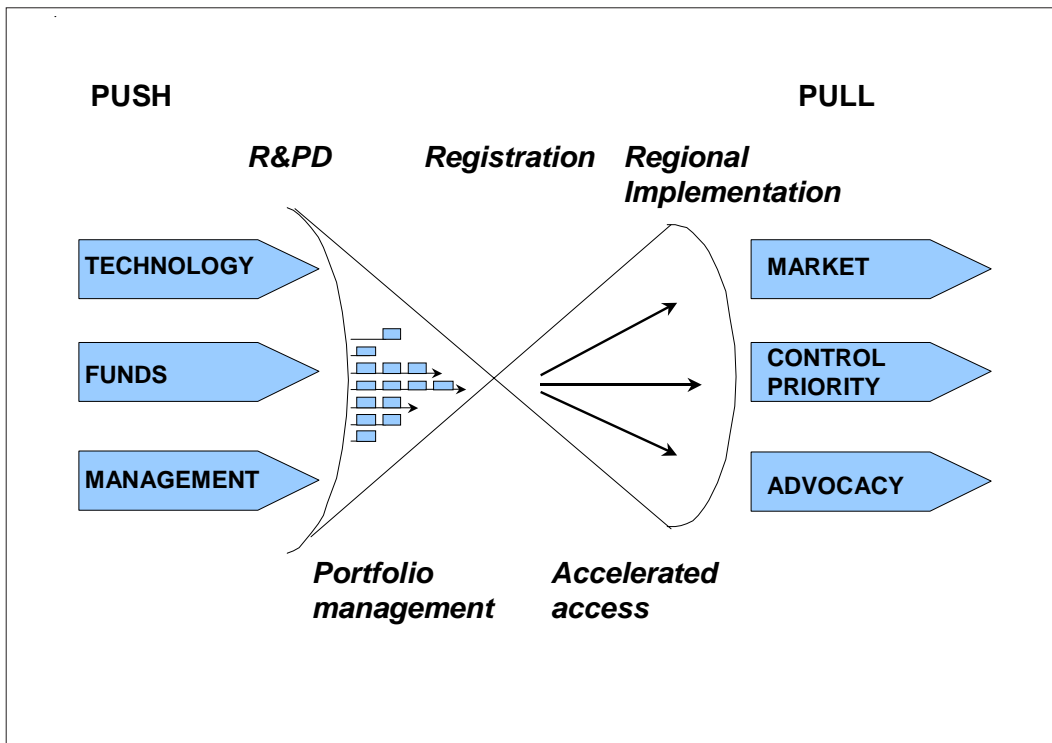 PUSH
PULL
R&PD
Registration
Regional
Implementation
TECHNOLOGY
MARKET
FUNDS
CONTROL
PRIORITY
MANAGEMENT
ADVOCACY
Portfolio
management
Accelerated
access